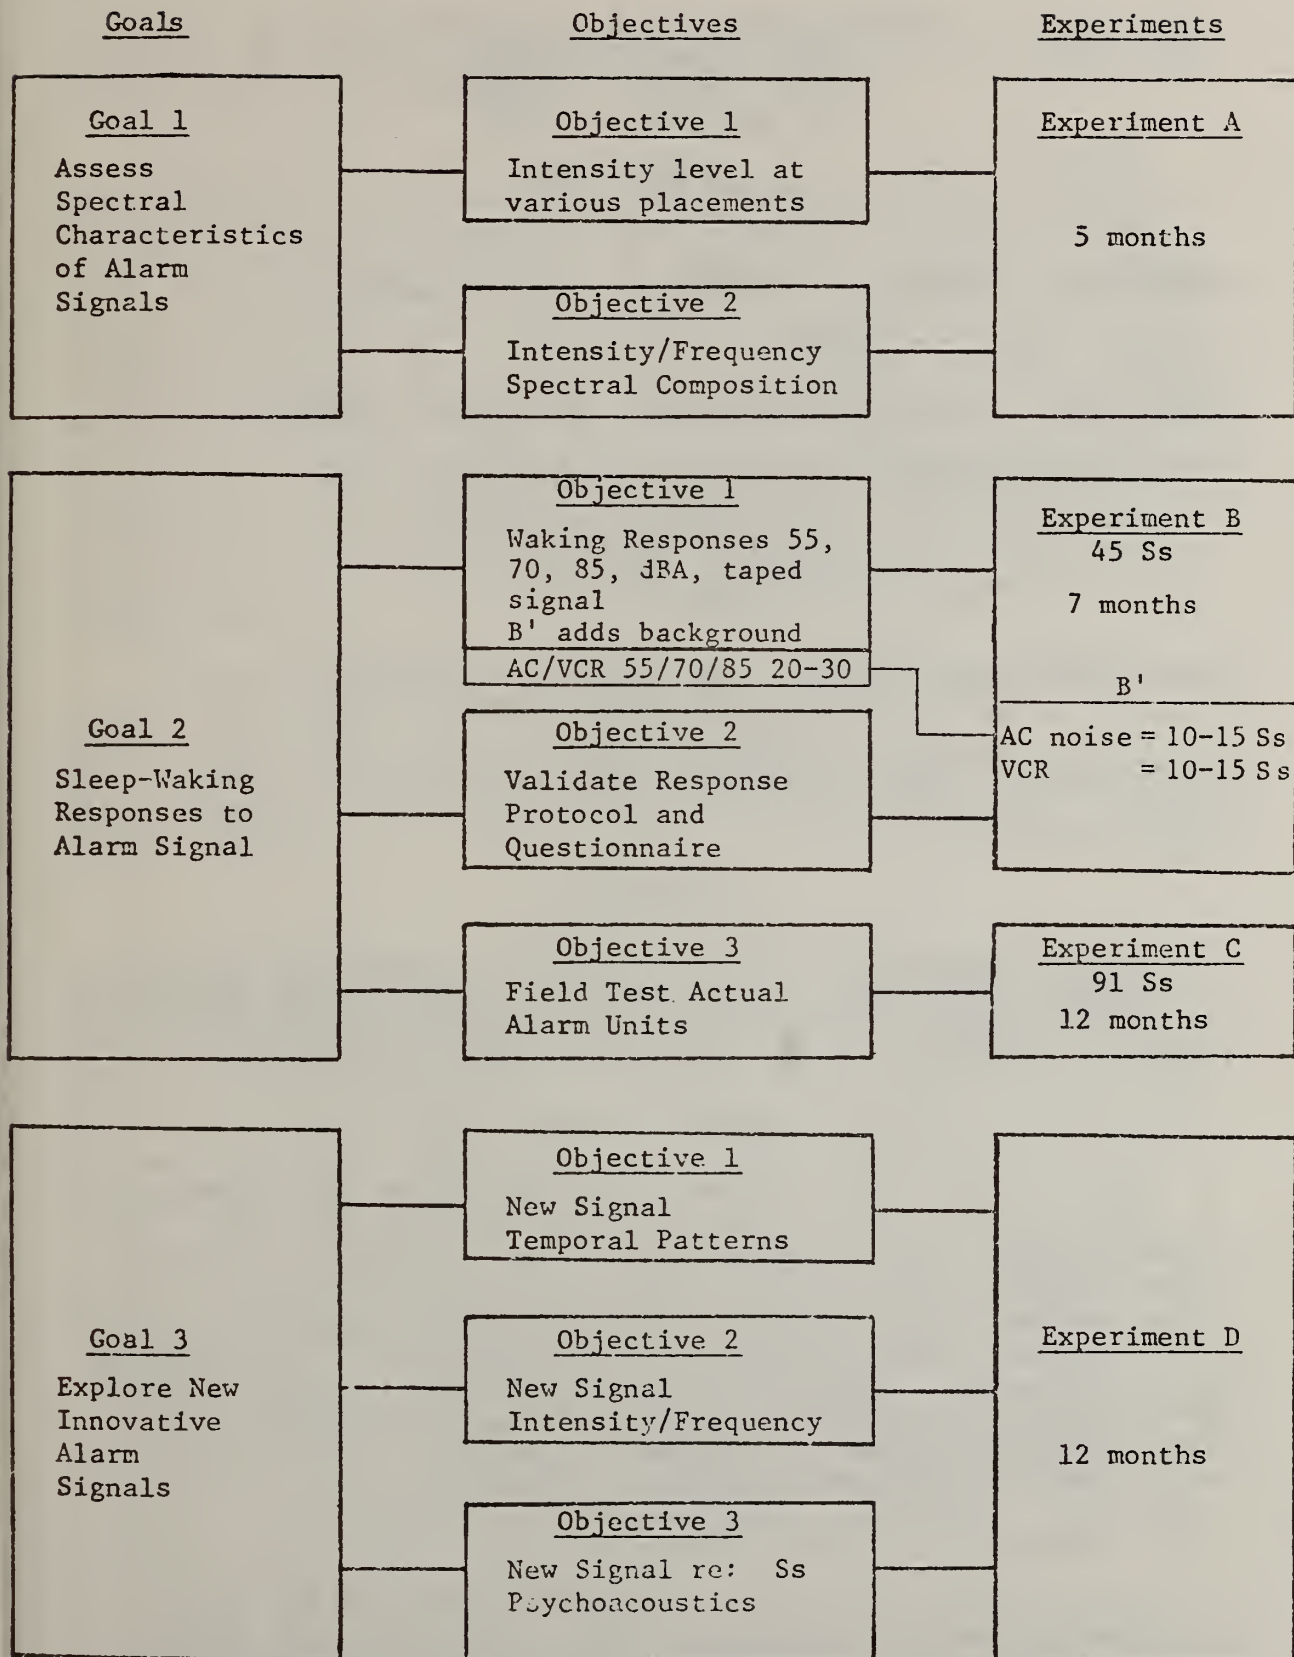 Goals
Objectives
Experiments
Goal 1
Assess
Spectral
Characteristics
of Alarm
Signals
Objective 1
Intensity level at
various placements
Objective 2
Intensity/Frequency
Spectral Composition
Experiment A
5 months
Goal 2
Sleep-Waking
Responses to
Alarm Signal
Objective 1
Waking Responses 55,
70, 85, dBA, taped
signal
B' adds background
AC/VCR 55/70/85 20-30
Objective 2
Validate Response
Protocol and
Questionnaire
Objective 3
Field Test Actual
Alarm Units
Experiment B
45 Ss
7 months
B'
AC noise = 10-15 Ss
VCR = 10-15 Ss
Experiment C
91 Ss
12 months
Goal 3
Explore New
Innovative
Alarm
Signals
Objective 1
New Signal
Temporal Patterns
Objective 2
New Signal
Intensity/Frequency
Objective 3
New Signal re: Ss
Psychoacoustics
Experiment D
12 months